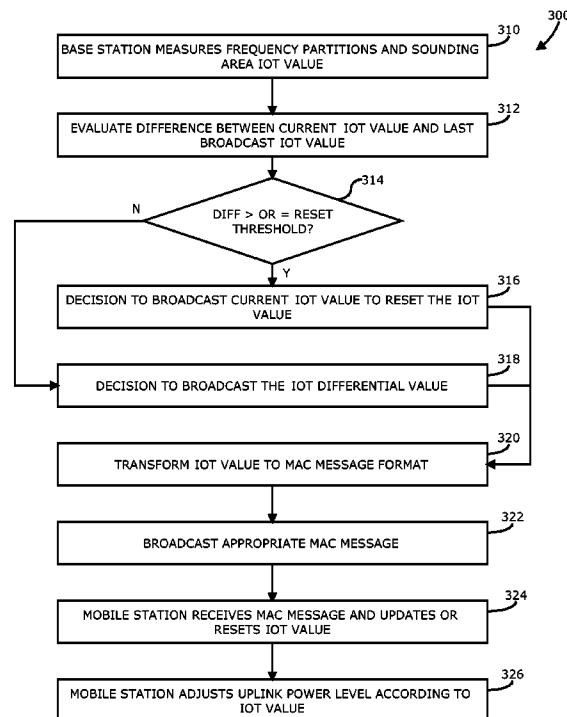 300
310
BASE STATION MEASURES FREQUENCY PARTITIONS AND SOUNDING
AREA IOT VALUE
312
EVALUATE DIFFERENCE BETWEEN CURRENT IOT VALUE AND LAST
BROADCAST IOT VALUE
314
N
DIFF > OR = RESET
THRESHOLD?
Y
316
DECISION TO BROADCAST CURRENT IOT VALUE TO RESET THE IOT
VALUE
318
DECISION TO BROADCAST THE IOT DIFFERENTIAL VALUE
320
TRANSFORM IOT VALUE TO MAC MESSAGE FORMAT
322
BROADCAST APPROPRIATE MAC MESSAGE
324
MOBILE STATION RECEIVES MAC MESSAGE AND UPDATES OR
RESETS IOT VALUE
326
MOBILE STATION ADJUSTS UPLINK POWER LEVEL ACCORDING TO
IOT VALUE